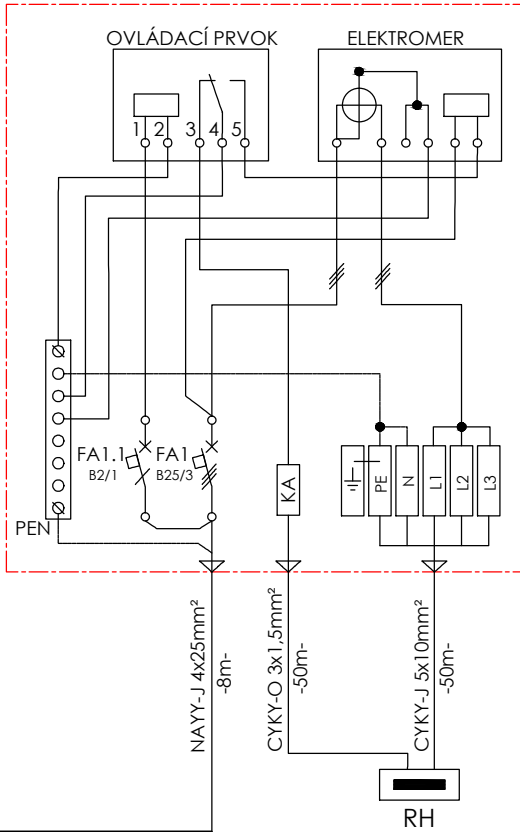 OVLÁDACÍ PRVOK
ELEKTROMER
1 2 3 4 5
FA1.1
B2/1
FA1
B25/3
KA
PE
N
L1
L2
L3
PEN
NAYY-J 4x25mm²
-8m-
CYKY-O 3x1,5mm²
-50m-
CYKY-J 5x10mm²
-50m-
RH